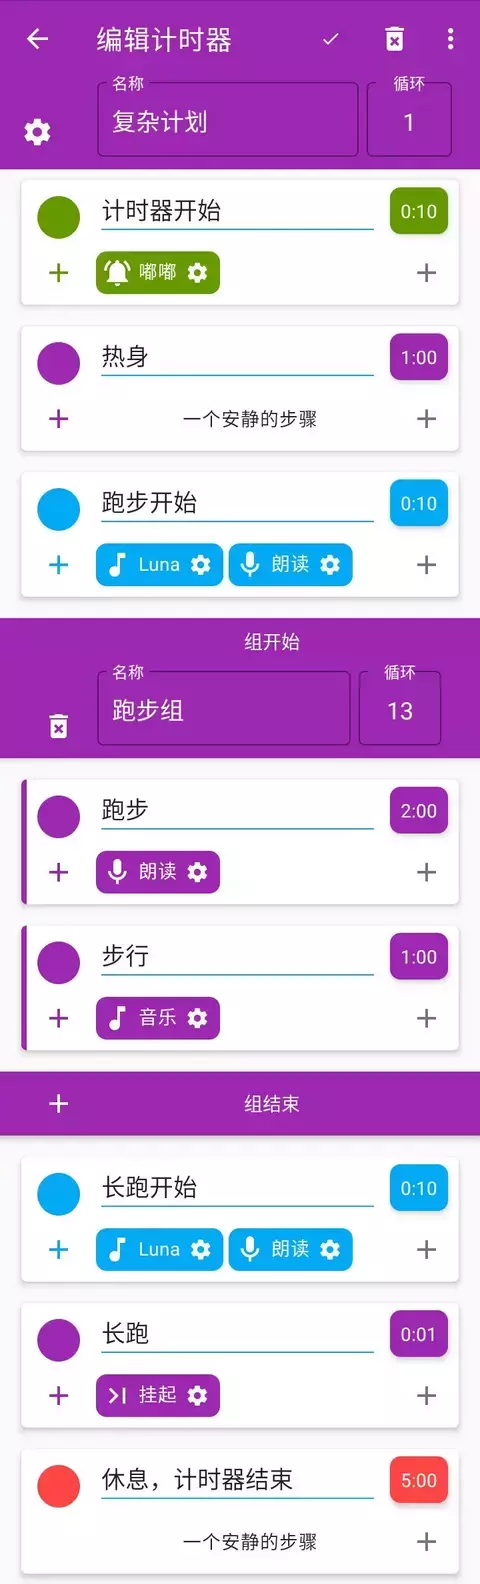 编辑计时器
名称
循环
复杂计划
1
计时器开始
0:10
嘟嘟
热身
1:00
一个安静的步骤
跑步开始
0:10
Luna
朗读
组开始
名称
循环
跑步组
13
跑步
2:00
朗读
步行
1:00
音乐
组结束
长跑开始
0:10
Luna
朗读
长跑
0:01
挂起
休息，计时器结束
5:00
一个安静的步骤